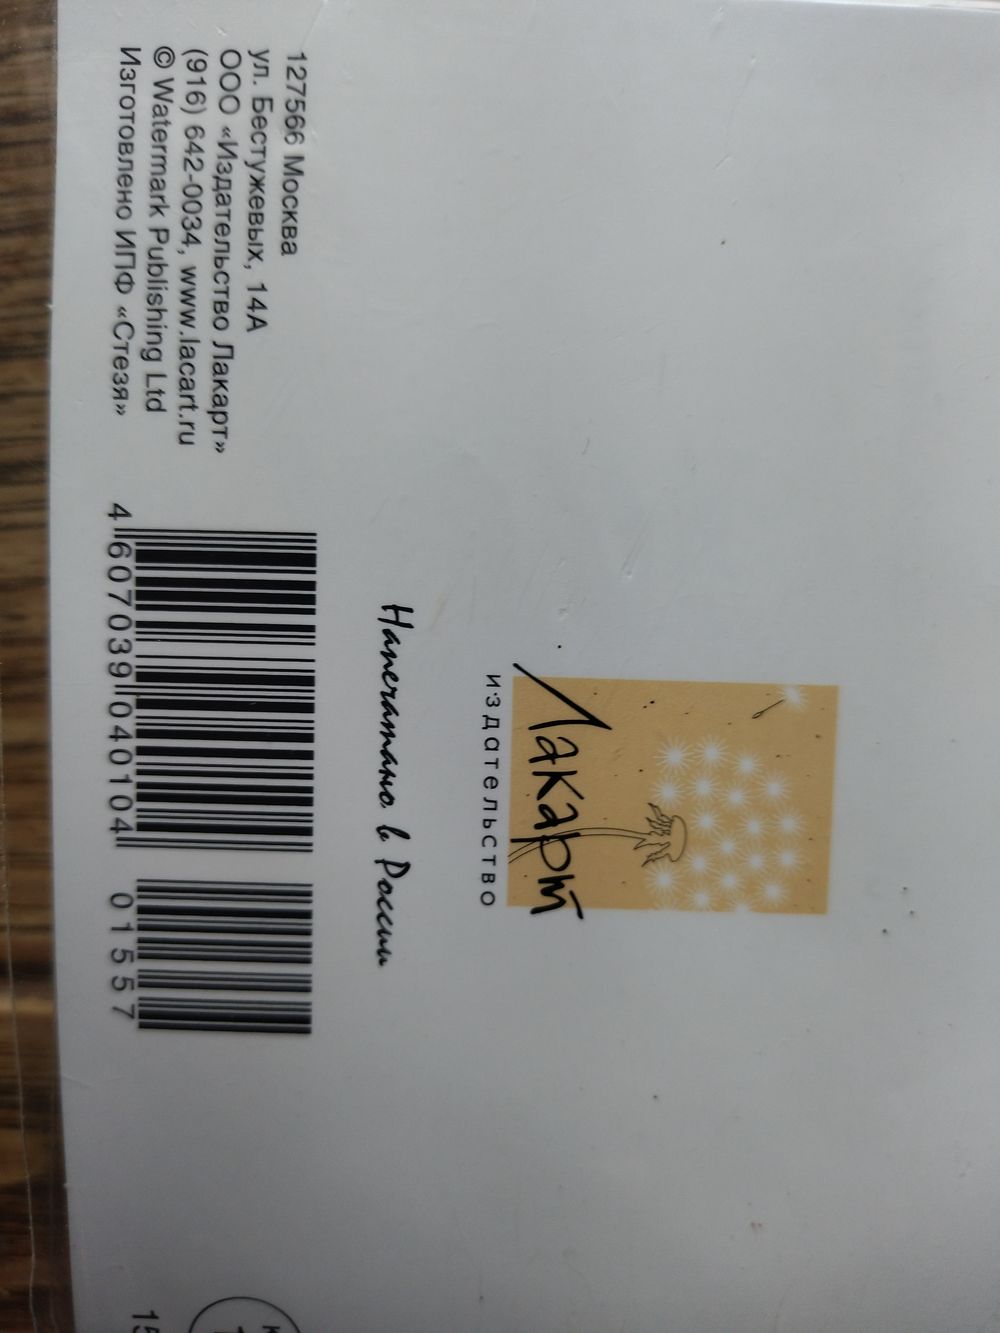 Лакарт
издательство
Напечатано в России
127566 Москва
ул. Бестужевых, 14А
ООО «Издательство Лакарт»
(916) 642-0034, www.lacart.ru
© Watermark Publishing Ltd
Изготовлено ИПФ «Стезя»
4 607039 040104
01557